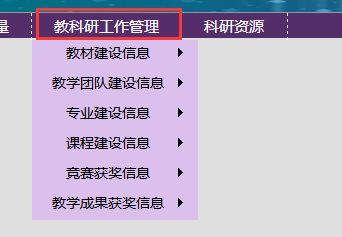 量 教科研工作管理 科研资源
教材建设信息
教学团队建设信息
专业建设信息
课程建设信息
竞赛获奖信息
教学成果获奖信息